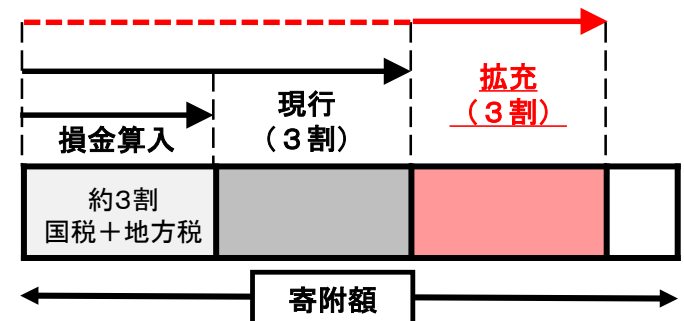 拡充
(３割)
現行
(３割)
損金算入
約3割
国税＋地方税
寄附額